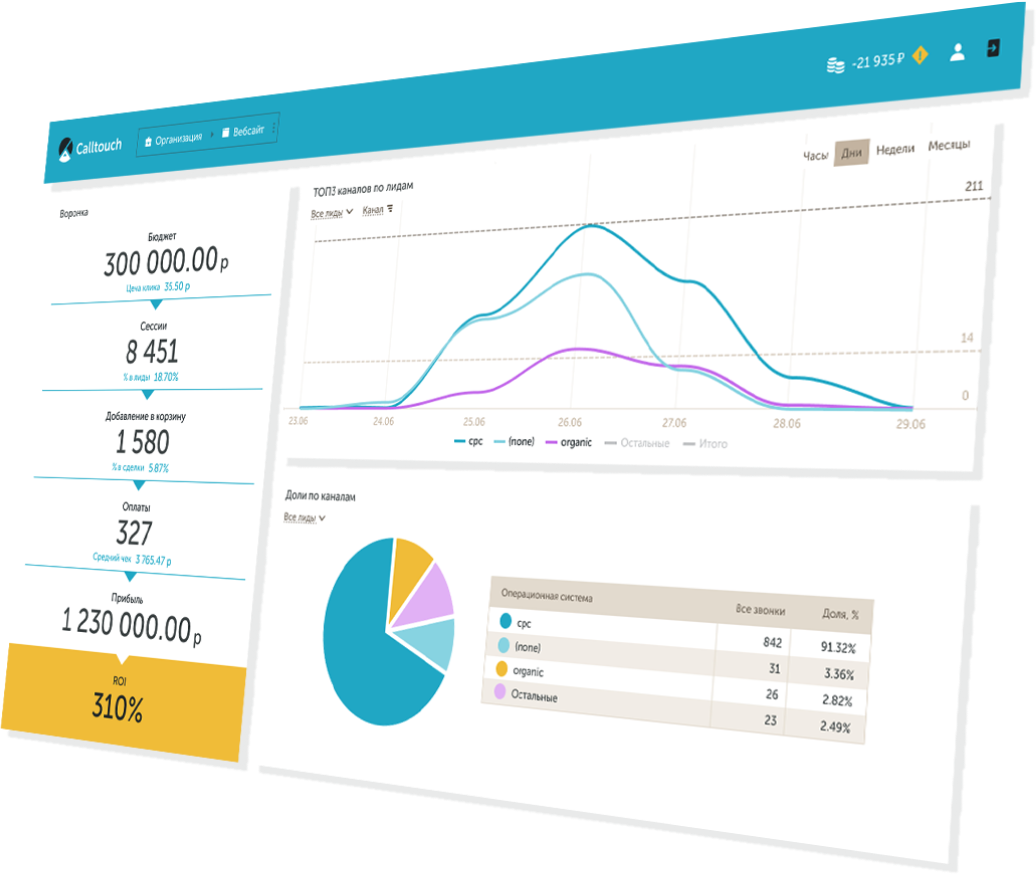 -21 935 ₽
Calltouch
Организация
Вебсайт
Воронка
Бюджет
300 000.00 р
Цена клика 35.50 р
Сессии
8 451
% в лиды 18.70%
Добавление в корзину
1 580
% в сделки 5.87%
Оплаты
327
Средний чек 3 765.47 р
Прибыль
1 230 000.00 р
ROI
310%
ТОП3 каналов по лидам
Часы Дни Недели Месяцы
Все лиды Канал
211
14
0
23.06 24.06 25.06 26.06 27.06 28.06 29.06
cpc (none) organic Остальные Итого
Доли по каналам
Все лиды
Операционная система Все звонки Доля, %
cpc 842 91.32%
(none) 31 3.36%
organic 26 2.82%
Остальные 23 2.49%